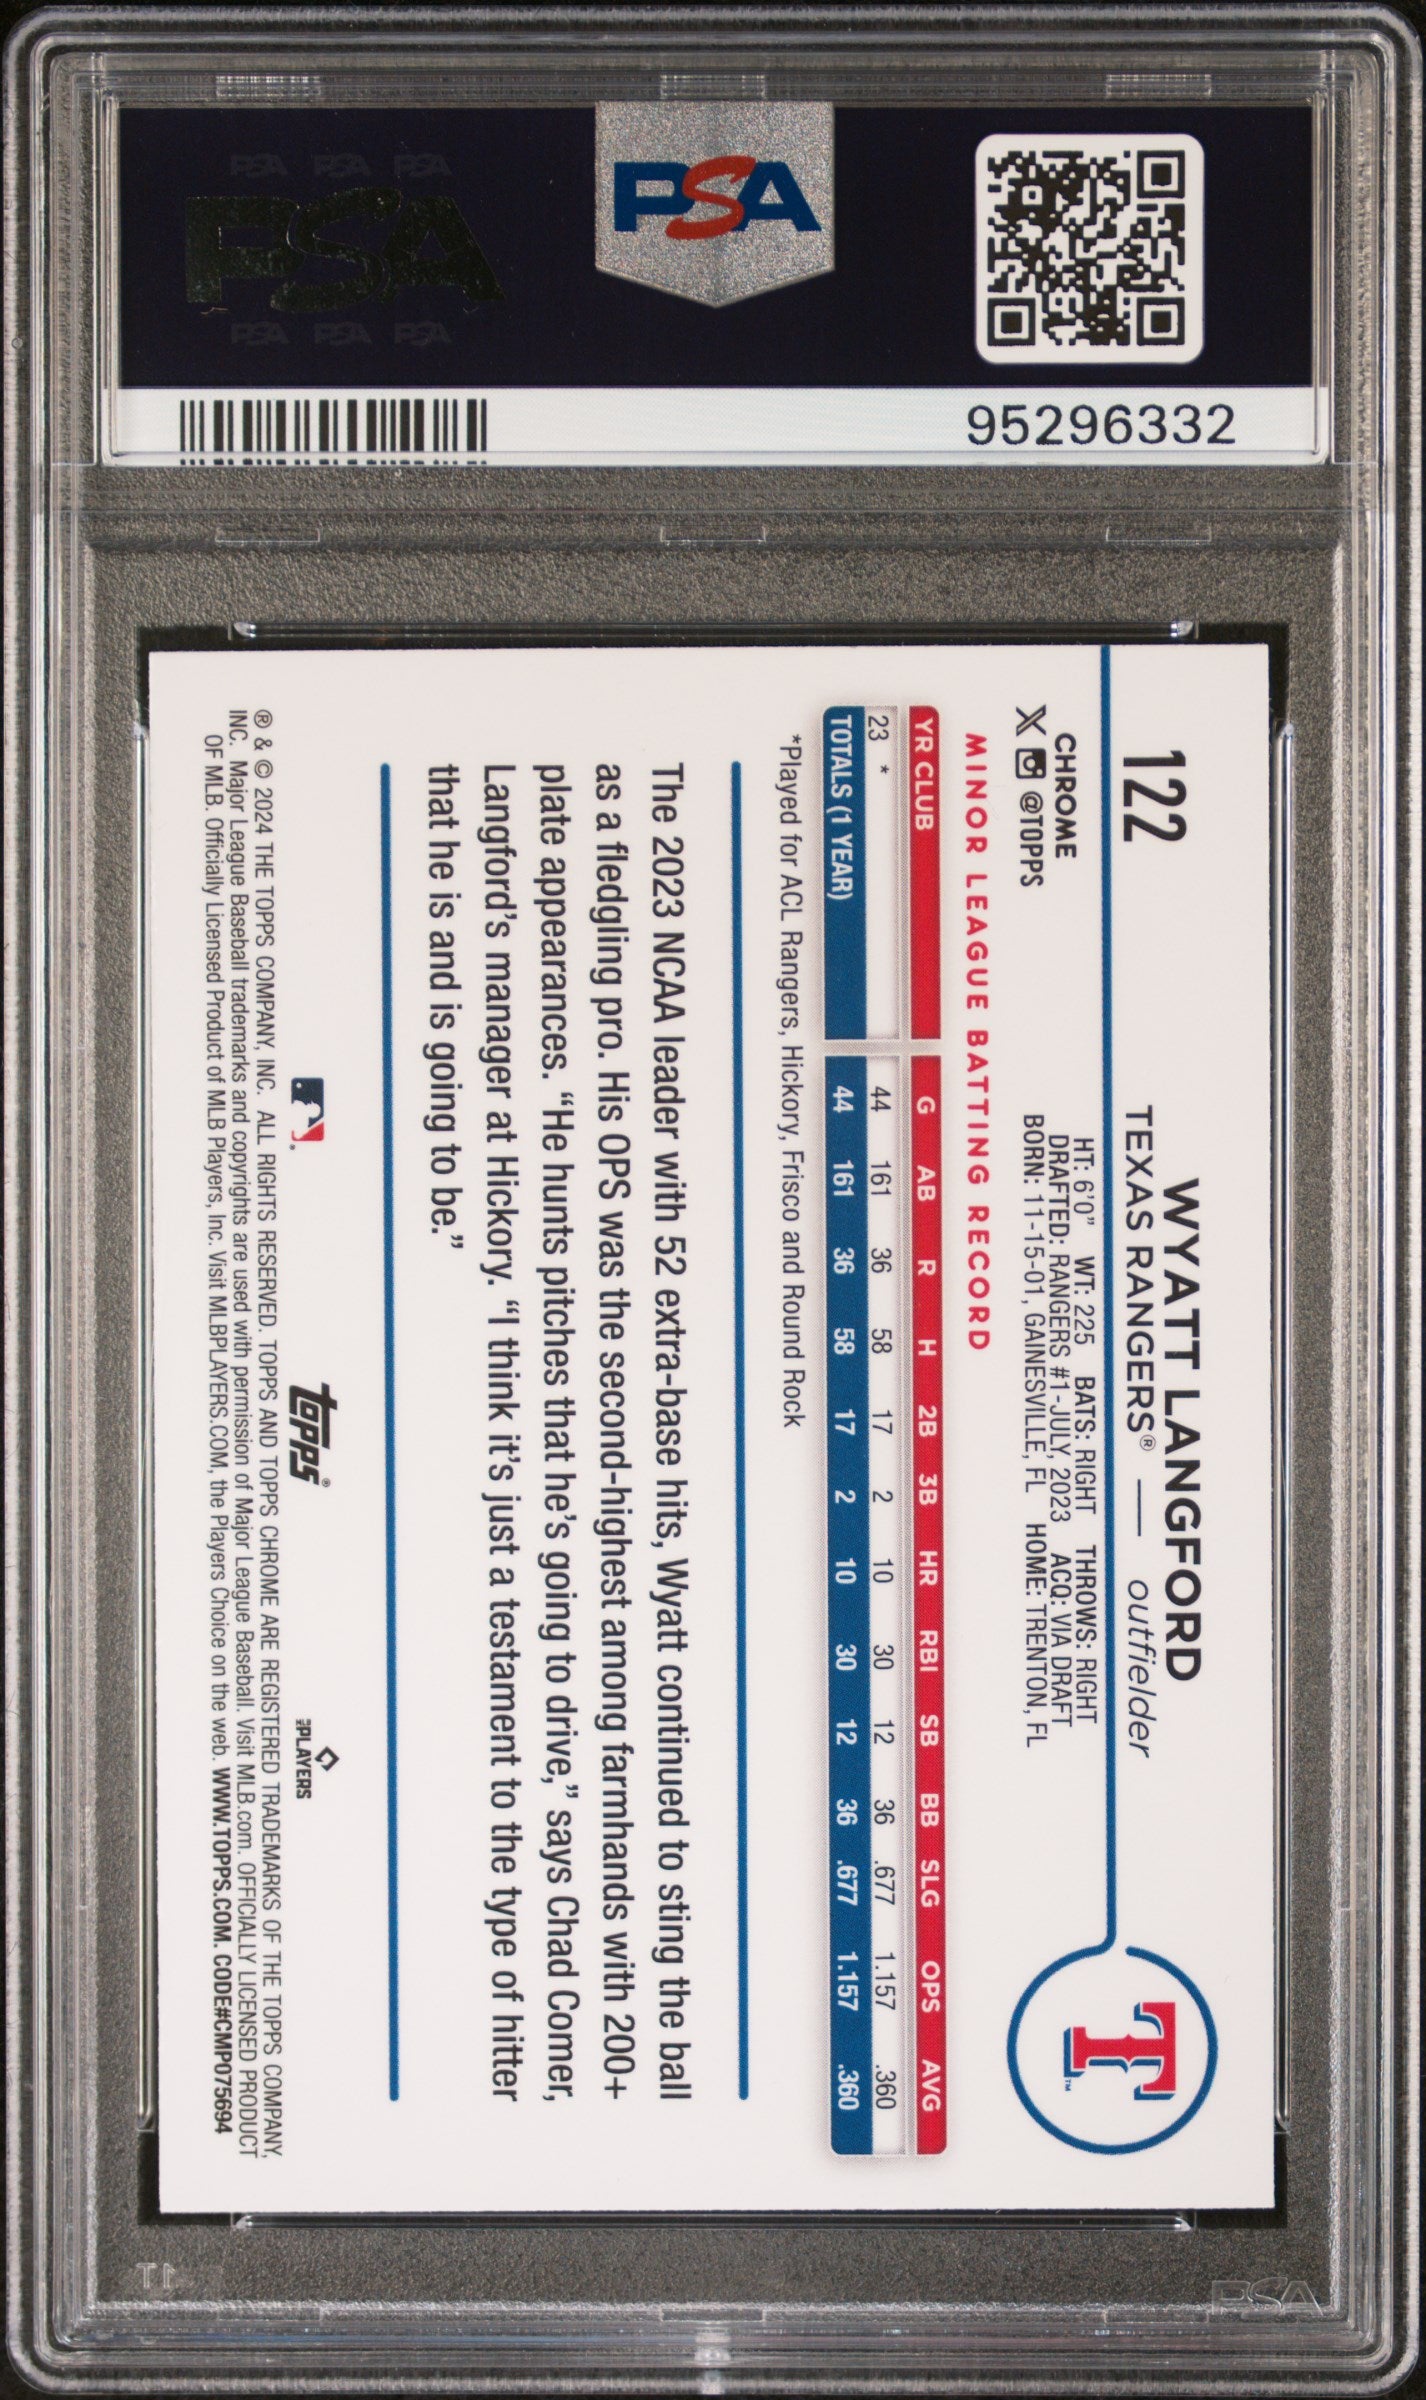 PSA PSA PSA
PSA
PSA PSA PSA
PSA
95296332
122
WYATT LANGFORD
TEXAS RANGERS® — outfielder
CHROME
X @TOPPS
HT: 6'0" WT: 225 BATS: RIGHT THROWS: RIGHT
DRAFTED: RANGERS #1-JULY, 2023 ACQ: VIA DRAFT
BORN: 11-15-01, GAINESVILLE, FL HOME: TRENTON, FL
T™
MINOR LEAGUE BATTING RECORD
YR CLUB G AB R H 2B 3B HR RBI SB BB SLG OPS AVG
23 * 44 161 36 58 17 2 10 30 12 36 .677 1.157 .360
TOTALS (1 YEAR) 44 161 36 58 17 2 10 30 12 36 .677 1.157 .360
*Played for ACL Rangers, Hickory, Frisco and Round Rock
The 2023 NCAA leader with 52 extra-base hits, Wyatt continued to sting the ball
as a fledgling pro. His OPS was the second-highest among farmhands with 200+
plate appearances. “He hunts pitches that he’s going to drive,” says Chad Comer,
Langford’s manager at Hickory. “I think it’s just a testament to the type of hitter
that he is and is going to be.”
topps®
PLAYERS
® & © 2024 THE TOPPS COMPANY, INC. ALL RIGHTS RESERVED. TOPPS AND TOPPS CHROME ARE REGISTERED TRADEMARKS OF THE TOPPS COMPANY,
INC. Major League Baseball trademarks and copyrights are used with permission of Major League Baseball. Visit MLB.com. OFFICIALLY LICENSED PRODUCT
OF MLB. Officially Licensed Product of MLB Players, Inc. Visit MLBPLAYERS.COM, the Players Choice on the web. WWW.TOPPS.COM. CODE#CMP075694
PSA